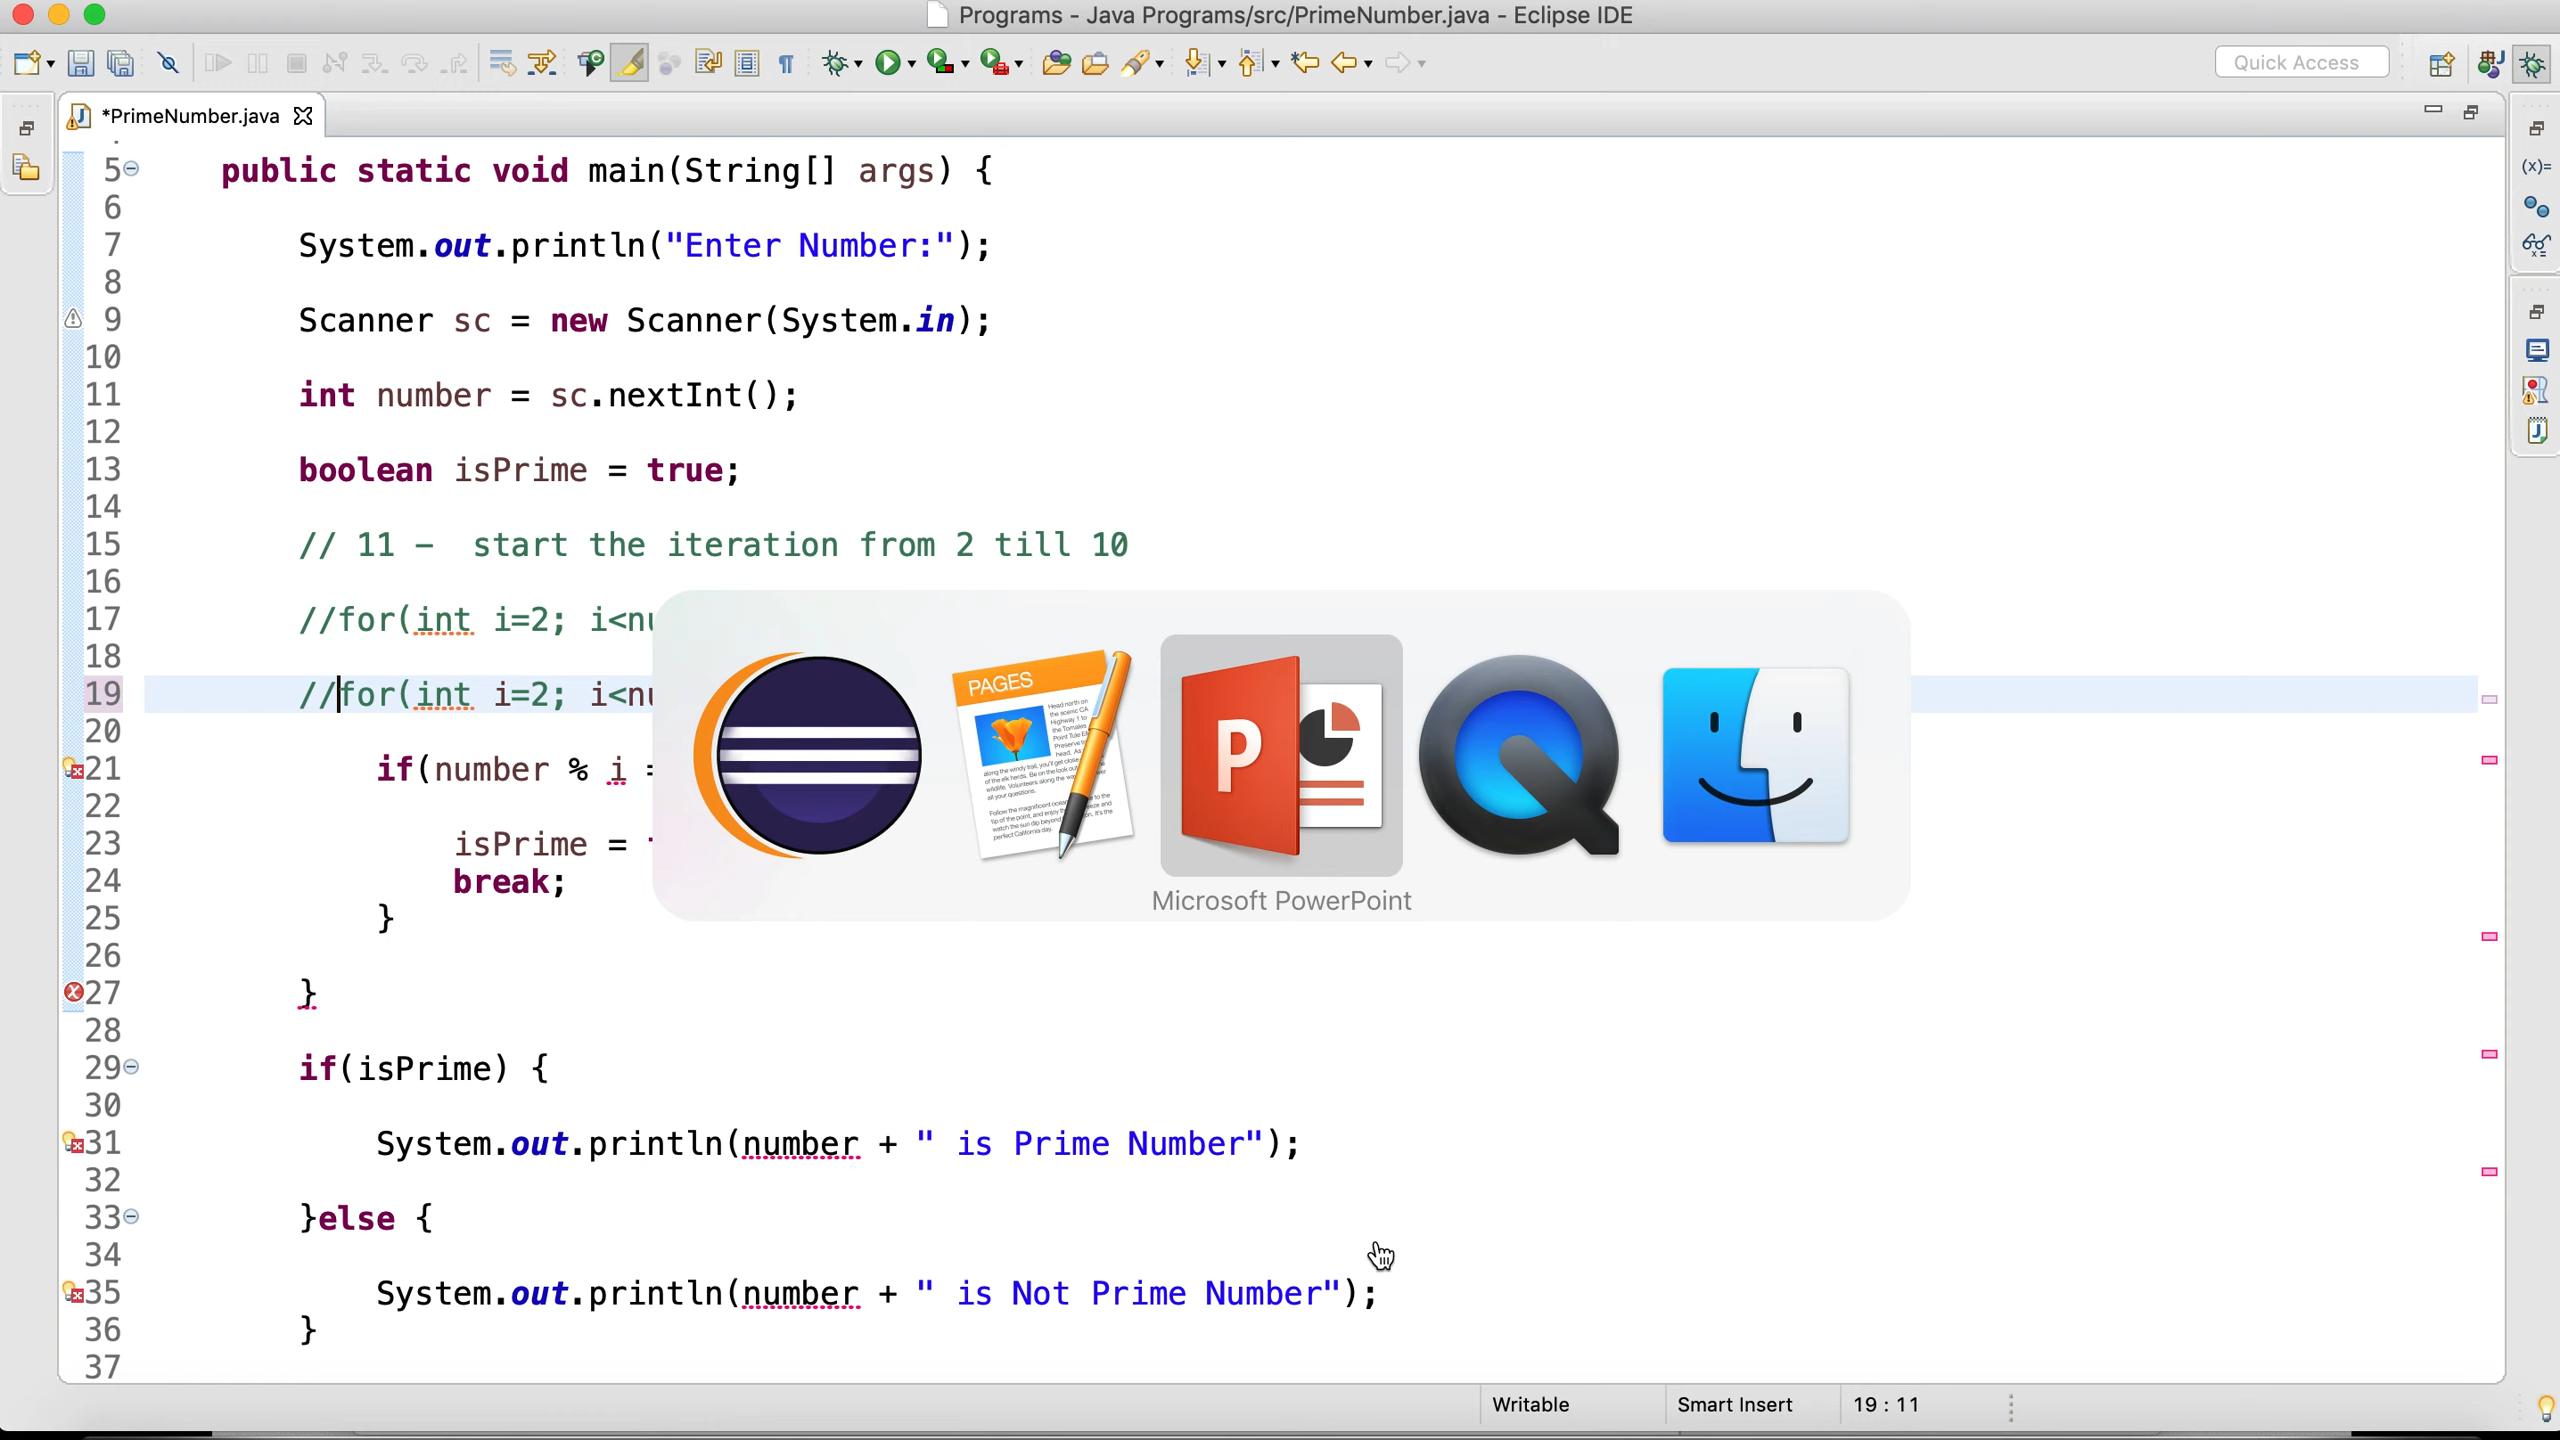 Programs - Java Programs/src/PrimeNumber.java - Eclipse IDE
Quick Access
*PrimeNumber.java
5 public static void main(String[] args) {
6
7 System.out.println("Enter Number:");
8
9 Scanner sc = new Scanner(System.in);
10
11 int number = sc.nextInt();
12
13 boolean isPrime = true;
14
15 // 11 - start the iteration from 2 till 10
16
17 //for(int i=2; i<nu
18
19 //for(int i=2; i<nu
20
21 if(number % i =
22
23 isPrime =
24 break;
25 }
26
27 }
28
29 if(isPrime) {
30
31 System.out.println(number + " is Prime Number");
32
33 }else {
34
35 System.out.println(number + " is Not Prime Number");
36 }
37
PAGES
P
Microsoft PowerPoint
Writable
Smart Insert
19 : 11